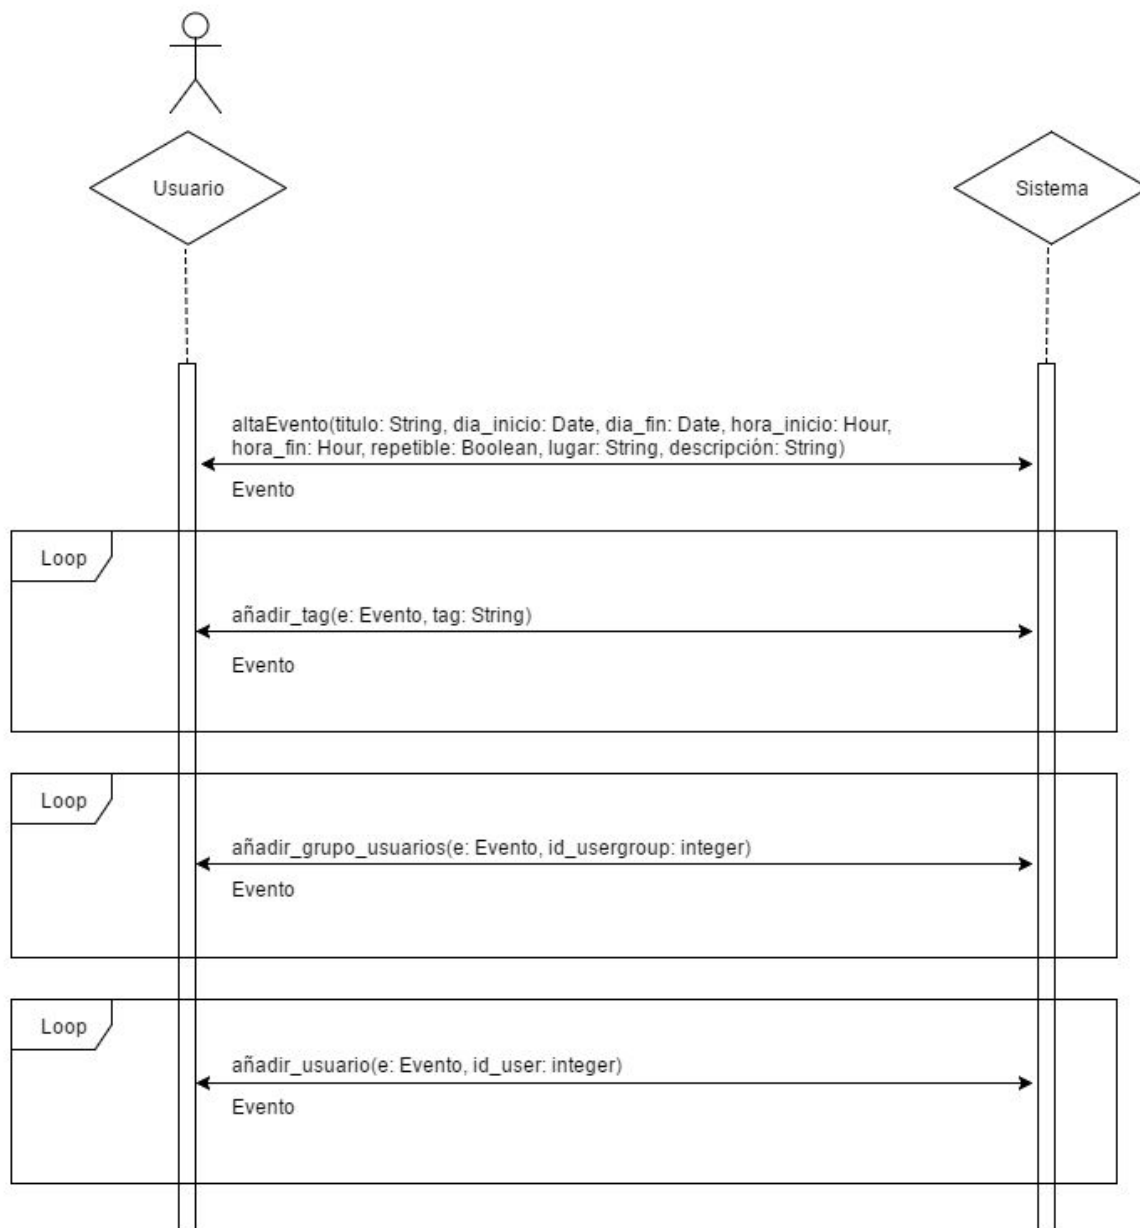 Usuario
Sistema
altaEvento(titulo: String, dia_inicio: Date, dia_fin: Date, hora_inicio: Hour,
hora_fin: Hour, repetible: Boolean, lugar: String, descripción: String)
Evento
Loop
añadir_tag(e: Evento, tag: String)
Evento
Loop
añadir_grupo_usuarios(e: Evento, id_usergroup: integer)
Evento
Loop
añadir_usuario(e: Evento, id_user: integer)
Evento